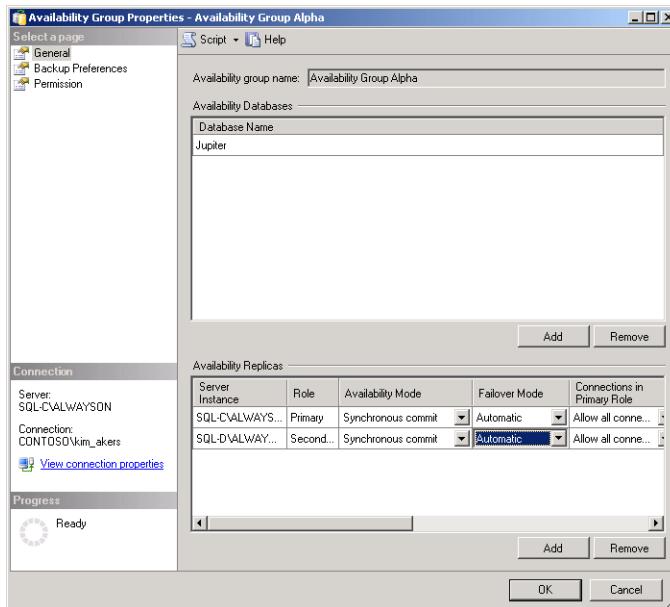 Availability Group Properties - Availability Group Alpha
Select a page
General
Backup Preferences
Permission
Script
Help
Availability group name: Availability Group Alpha
Availability Databases
Database Name
Jupiter
Add Remove
Availability Replicas
Server Instance Role Availability Mode Failover Mode Connections in Primary Role
SQL-C\ALWAYS... Primary Synchronous commit Automatic Allow all conne...
SQL-D\ALWAY... Second... Synchronous commit Automatic Allow all conne...
Add Remove
Connection
Server:
SQL-C\ALWAYSON
Connection:
CONTOSO\kim_akers
View connection properties
Progress
Ready
OK Cancel